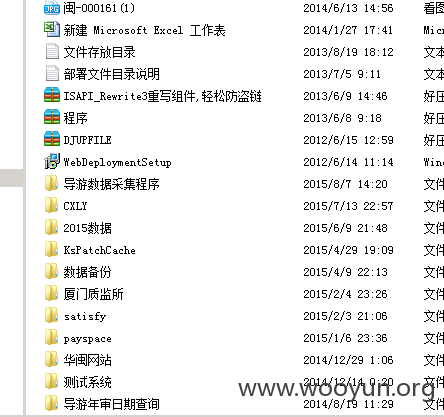 闽-000161(1) 2014/6/13 14:56 看图
新建 Microsoft Excel 工作表 2014/1/27 17:41 Micr
文件存放目录 2013/8/19 18:12 文本
部署文件目录说明 2013/7/5 9:11 文本
ISAPI_Rewrite3重写组件,轻松防盗链 2013/6/9 14:46 好压
程序 2013/6/8 9:18 好压
DJUPFILE 2012/6/15 12:59 好压
WebDeploymentSetup 2012/6/14 11:14 Wind
导游数据采集程序 2015/8/7 14:20 文件
CXLY 2015/7/13 22:57 文件
2015数据 2015/6/9 21:48 文件
KsPatchCache 2015/4/29 19:09 文件
数据备份 2015/4/9 22:13 文件
厦门质监所 2015/2/4 23:26 文件
satisfy 2015/2/3 21:06 文件
payspace 2015/1/6 23:36 文件
华闽网站 2014/12/29 1:06 文件
测试系统 2014/12/14 0:20 文件
导游年审日期查询 2014/8/19 11:29 文件
www.wooyun.org